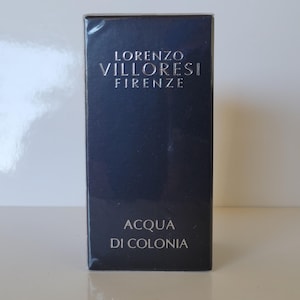 LORENZO
VILLORESI
FIRENZE
ACQUA
DI COLONIA